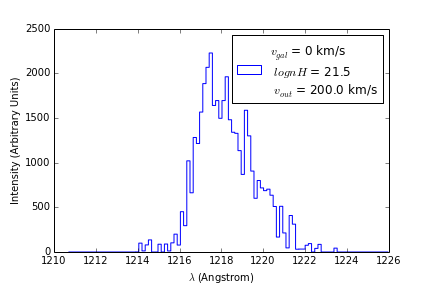 2500
2000
1500
1000
500
0
Intensity (Arbitrary Units)
v_gal = 0 km/s
lognH = 21.5
v_out = 200.0 km/s
1210 1212 1214 1216 1218 1220 1222 1224 1226
λ (Angstrom)